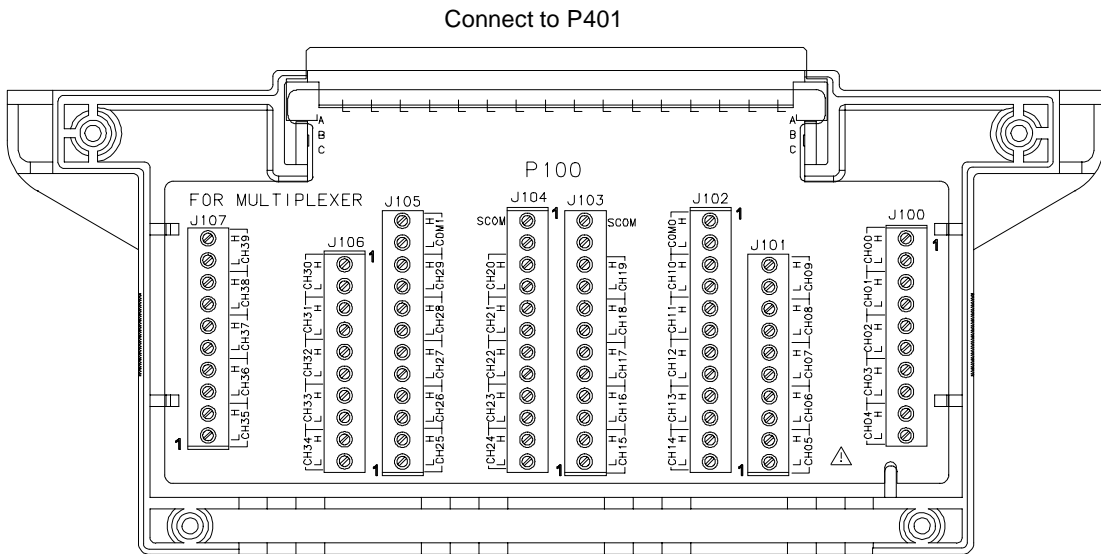 Connect to P401
A
B
C
A
B
C
P100
FOR MULTIPLEXER
J107
H
L
CH39
H
L
CH38
H
L
CH37
H
L
CH36
H
L
CH35
1
J106
1
CH30
H
L
CH31
H
L
CH32
H
L
CH33
H
L
CH34
H
L
J105
H
L
COM1
H
L
CH29
H
L
CH28
H
L
CH27
H
L
CH26
H
L
CH25
1
J104
1
SCOM
CH20
H
L
CH21
H
L
CH22
H
L
CH23
H
L
CH24
H
L
J103
SCOM
H
L
CH19
H
L
CH18
H
L
CH17
H
L
CH16
H
L
CH15
1
J102
1
COM0
H
L
CH10
H
L
CH11
H
L
CH12
H
L
CH13
H
L
CH14
H
L
J101
H
L
CH09
H
L
CH08
H
L
CH07
H
L
CH06
H
L
CH05
1
J100
1
CH00
H
L
CH01
H
L
CH02
H
L
CH03
H
L
CH04
H
L